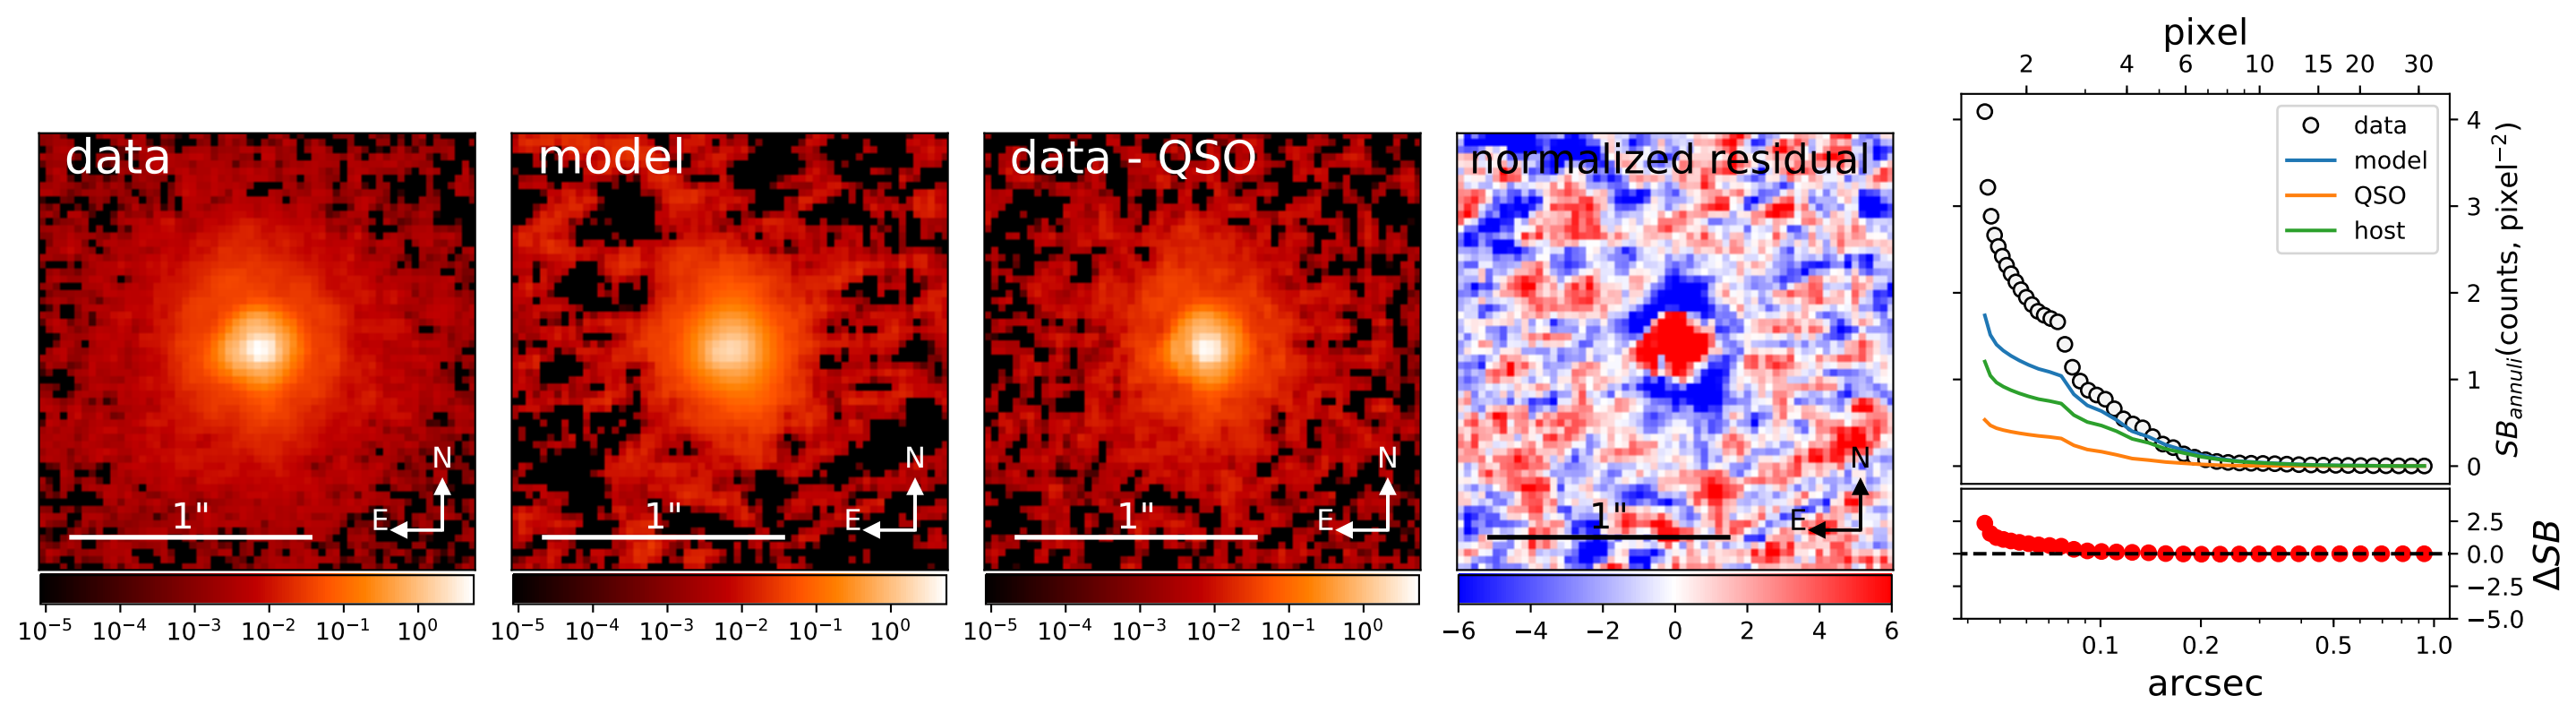 data
N
E
1"
10⁻⁵ 10⁻⁴ 10⁻³ 10⁻² 10⁻¹ 10⁰
model
N
E
1"
10⁻⁵ 10⁻⁴ 10⁻³ 10⁻² 10⁻¹ 10⁰
data - QSO
N
E
1"
10⁻⁵ 10⁻⁴ 10⁻³ 10⁻² 10⁻¹ 10⁰
normalized residual
N
E
1"
−6 −4 −2 0 2 4 6
pixel
2 4 6 10 15 20 30
data
model
QSO
host
4
3
2
1
0
SB_annuli(counts, pixel⁻²)
2.5
0.0
−2.5
−5.0
ΔSB
0.1 0.2 0.5 1.0
arcsec